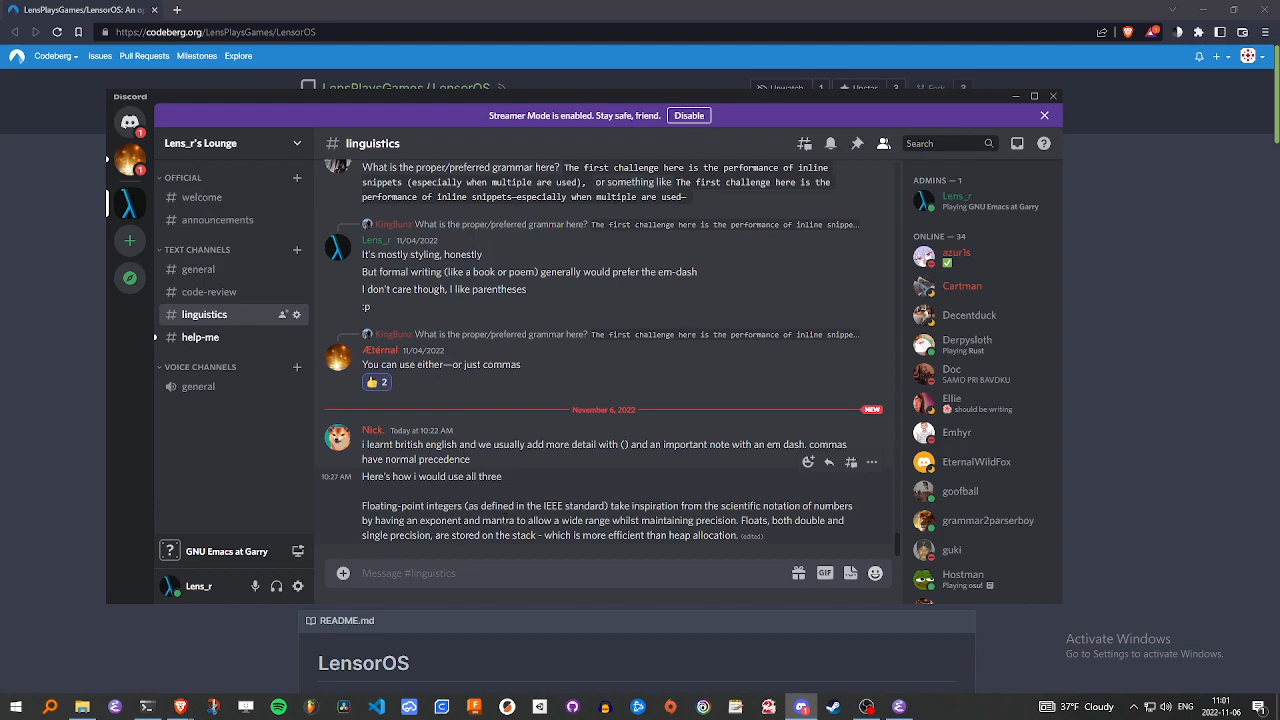 LensPlaysGames/LensorOS: An op
https://codeberg.org/LensPlaysGames/LensorOS
Codeberg Issues Pull Requests Milestones Explore
LensPlaysGames/LensorOS
Unwatch 1 Unstar 3 Fork 3
Discord
Streamer Mode is enabled. Stay safe, friend. Disable
Lens_r's Lounge
# linguistics
Search
OFFICIAL
welcome
announcements
TEXT CHANNELS
general
code-review
linguistics
help-me
VOICE CHANNELS
general
GNU Emacs at Garry
Lens_r
What is the proper/preferred grammar here? The first challenge here is the performance of inline
snippets (especially when multiple are used), or something like The first challenge here is the
performance of inline snippets—especially when multiple are used—
KingBunz What is the proper/preferred grammar here? The first challenge here is the performance of inline snippe...
Lens_r 11/04/2022
It's mostly styling, honestly
But formal writing (like a book or poem) generally would prefer the em-dash
I don't care though, I like parentheses
:p
KingBunz What is the proper/preferred grammar here? The first challenge here is the performance of inline snippe...
Ætérnal 11/04/2022
You can use either—or just commas
2
November 6, 2022 NEW
Nick. Today at 10:22 AM
i learnt british english and we usually add more detail with () and an important note with an em dash. commas
have normal precedence
10:27 AM Here's how i would use all three
Floating-point integers (as defined in the IEEE standard) take inspiration from the scientific notation of numbers
by having an exponent and mantra to allow a wide range whilst maintaining precision. Floats, both double and
single precision, are stored on the stack - which is more efficient than heap allocation. (edited)
Message #linguistics
GIF
ADMINS — 1
Lens_r
Playing GNU Emacs at Garry
ONLINE — 34
azur1s
Cartman
Decentduck
Derpysloth
Playing Rust
Doc
SAMO PRI BAVDKU
Ellie
should be writing
Emhyr
EternalWildFox
goofball
grammar2parserboy
guki
Hostman
Playing osu!
README.md
LensorOS
Activate Windows
Go to Settings to activate Windows.
37°F Cloudy
ENG
11:01
2022-11-06